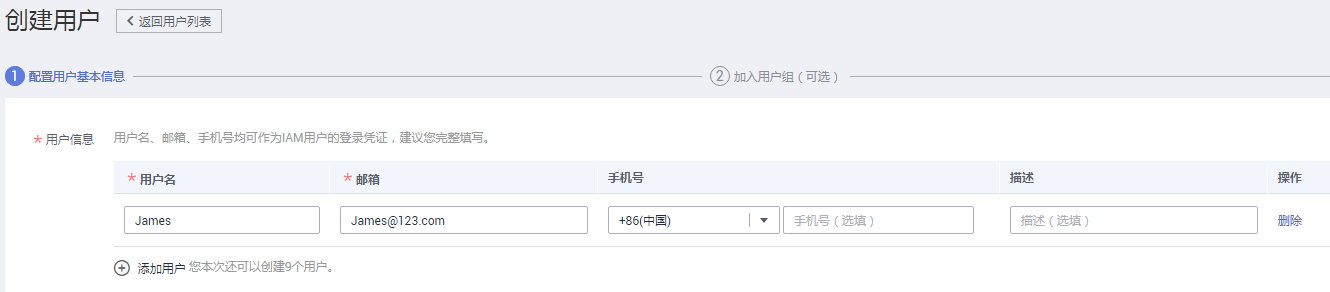 创建用户 返回用户列表
1 配置用户基本信息 2 加入用户组（可选）
* 用户信息 用户名、邮箱、手机号均可作为IAM用户的登录凭证，建议您完整填写。
* 用户名 * 邮箱 手机号 描述 操作
James James@123.com +86(中国) 手机号（选填） 描述（选填） 删除
添加用户 您本次还可以创建9个用户。